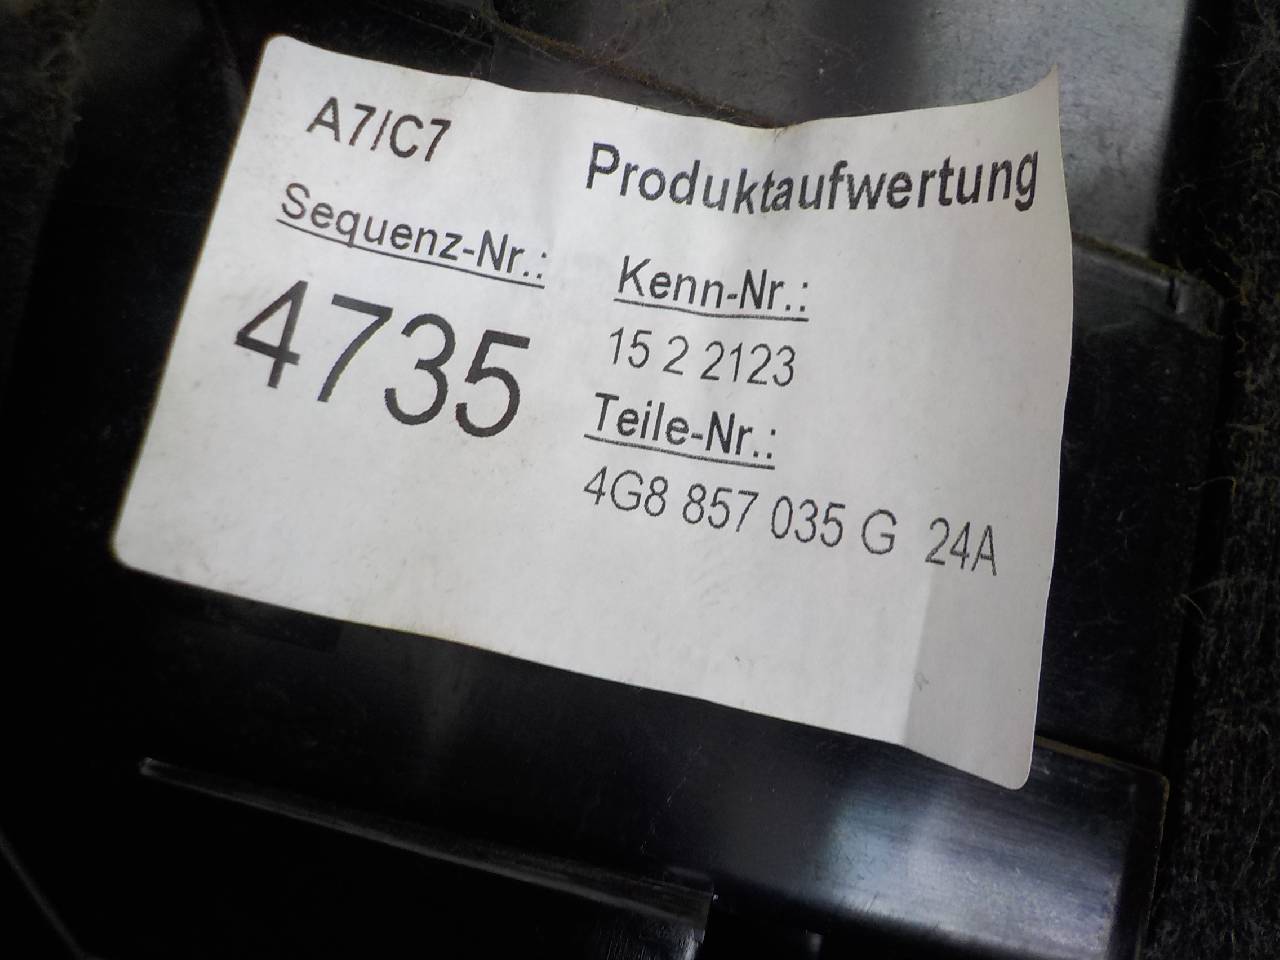 A7/C7
Produktaufwertung
Sequenz-Nr.:
4735
Kenn-Nr.:
15 2 2123
Teile-Nr.:
4G8 857 035 G 24A